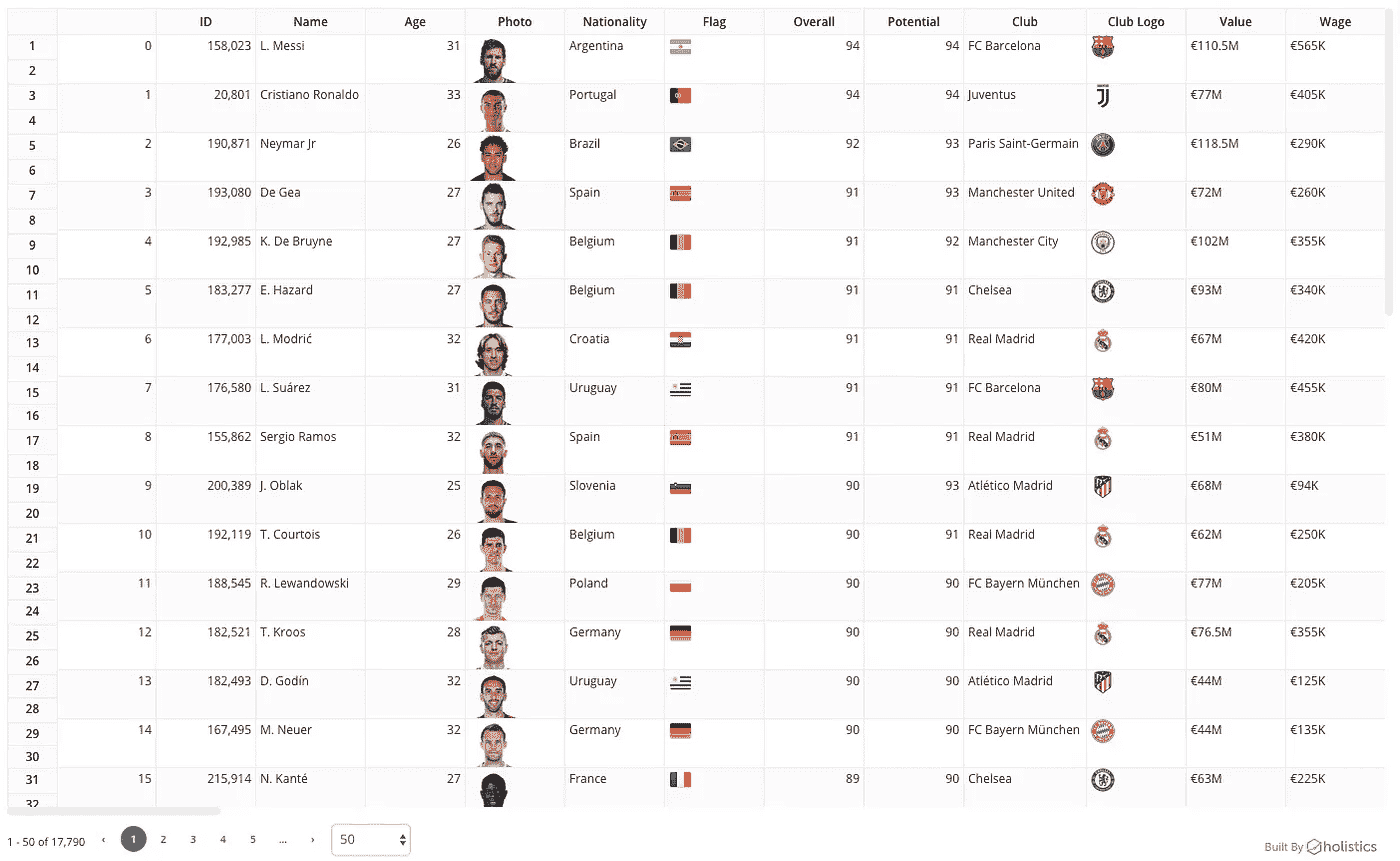 ID Name Age Photo Nationality Flag Overall Potential Club Club Logo Value Wage
1 0 158,023 L. Messi 31 Argentina 94 94 FC Barcelona €110.5M €565K
2
3 1 20,801 Cristiano Ronaldo 33 Portugal 94 94 Juventus €77M €405K
4
5 2 190,871 Neymar Jr 26 Brazil 92 93 Paris Saint-Germain €118.5M €290K
6
7 3 193,080 De Gea 27 Spain 91 93 Manchester United €72M €260K
8
9 4 192,985 K. De Bruyne 27 Belgium 91 92 Manchester City €102M €355K
10
11 5 183,277 E. Hazard 27 Belgium 91 91 Chelsea €93M €340K
12
13 6 177,003 L. Modrić 32 Croatia 91 91 Real Madrid €67M €420K
14
15 7 176,580 L. Suárez 31 Uruguay 91 91 FC Barcelona €80M €455K
16
17 8 155,862 Sergio Ramos 32 Spain 91 91 Real Madrid €51M €380K
18
19 9 200,389 J. Oblak 25 Slovenia 90 93 Atlético Madrid €68M €94K
20
21 10 192,119 T. Courtois 26 Belgium 90 91 Real Madrid €62M €250K
22
23 11 188,545 R. Lewandowski 29 Poland 90 90 FC Bayern München €77M €205K
24
25 12 182,521 T. Kroos 28 Germany 90 90 Real Madrid €76.5M €355K
26
27 13 182,493 D. Godín 32 Uruguay 90 90 Atlético Madrid €44M €125K
28
29 14 167,495 M. Neuer 32 Germany 90 90 FC Bayern München €44M €135K
30
31 15 215,914 N. Kanté 27 France 89 90 Chelsea €63M €225K
32
1 - 50 of 17,790 ‹ 1 2 3 4 5 ... › 50
Built By holistics